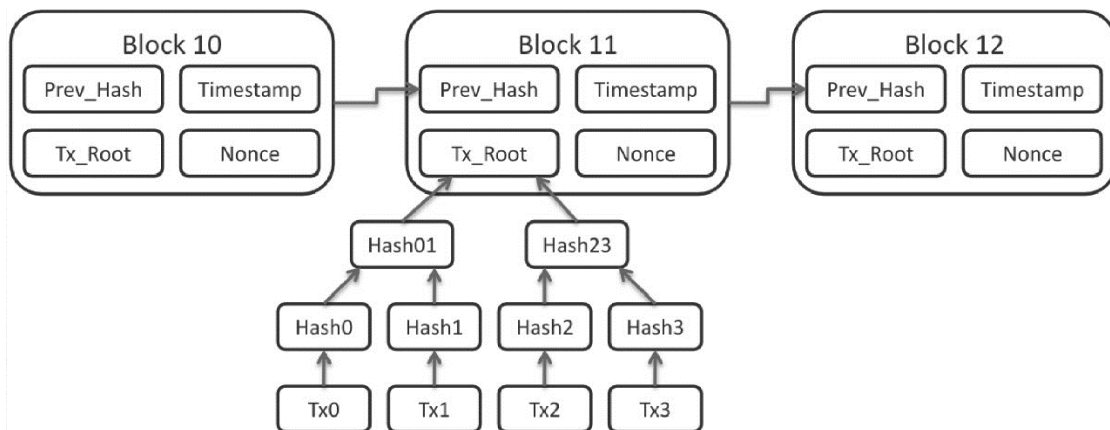 Block 10
Block 11
Block 12
Prev_Hash
Timestamp
Prev_Hash
Timestamp
Prev_Hash
Timestamp
Tx_Root
Nonce
Tx_Root
Nonce
Tx_Root
Nonce
Hash01
Hash23
Hash0
Hash1
Hash2
Hash3
Tx0
Tx1
Tx2
Tx3